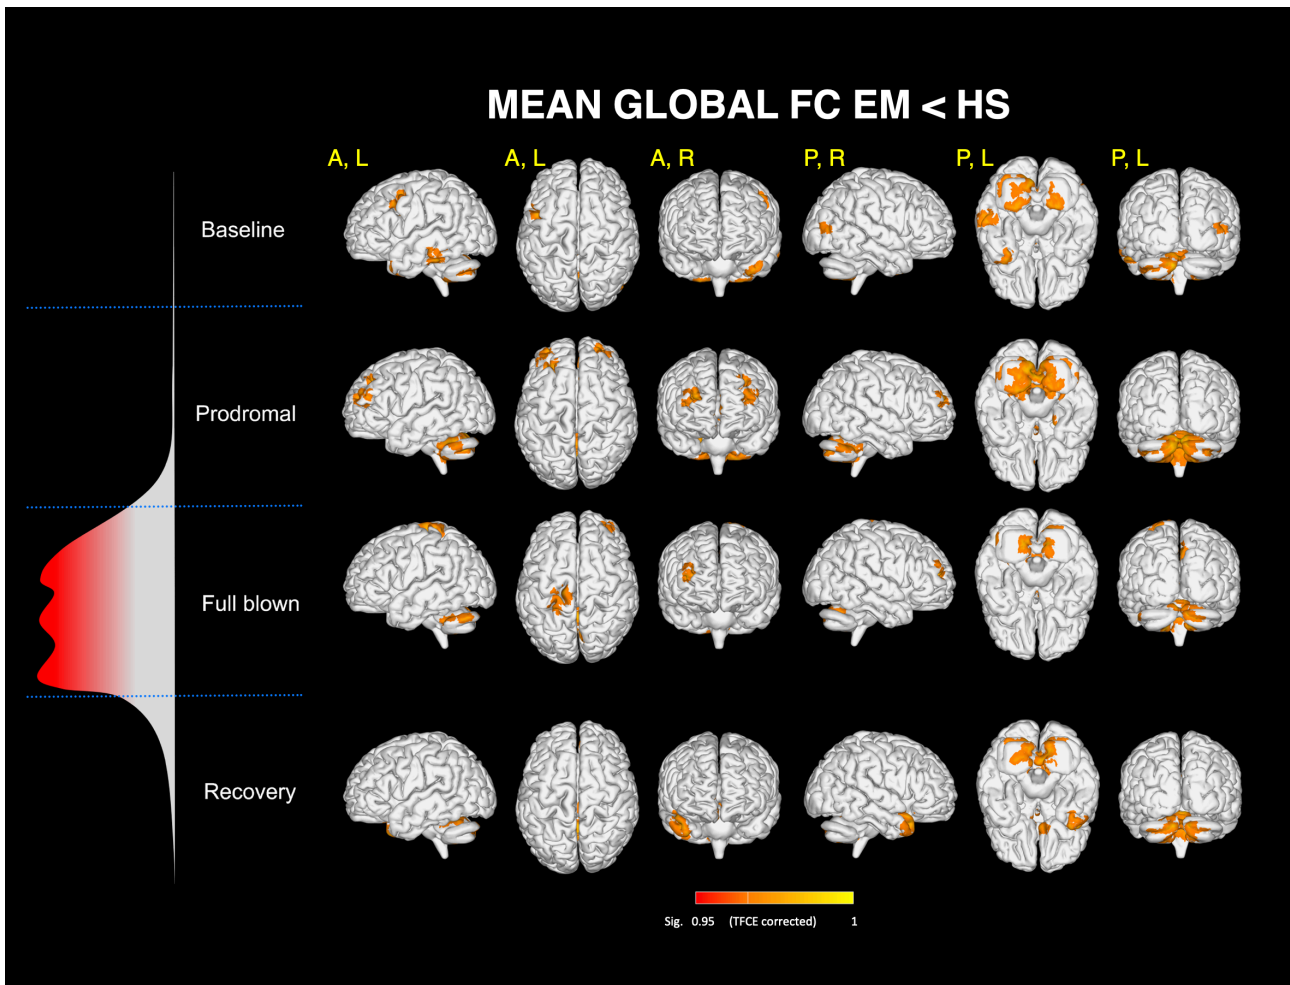 MEAN GLOBAL FC EM < HS
A, L A, L A, R P, R P, L P, L
Baseline
Prodromal
Full blown
Recovery
Sig. 0.95 (TFCE corrected) 1